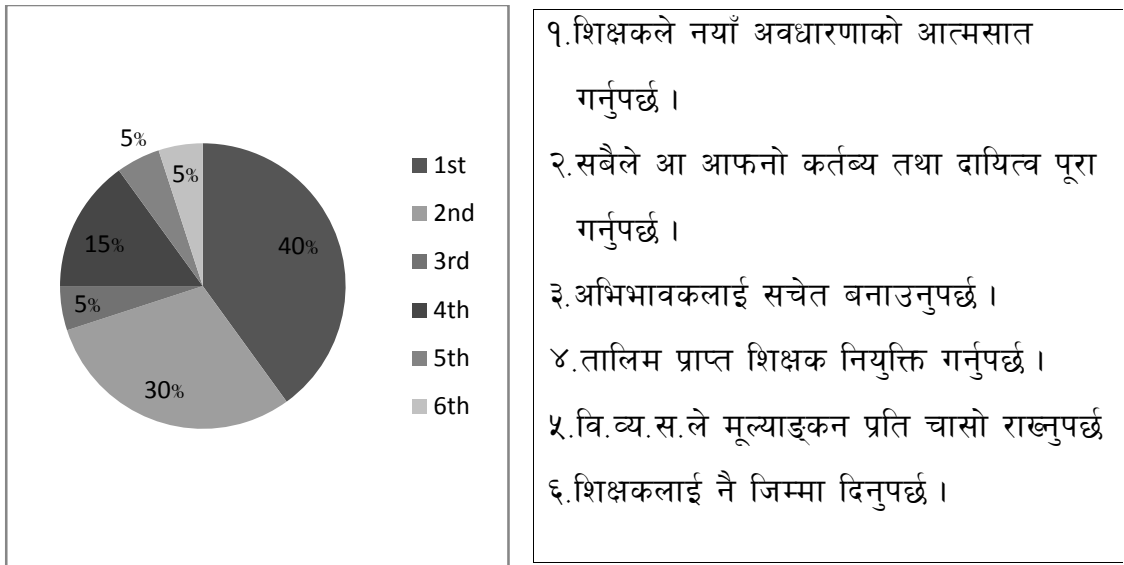 5%
5%
40%
15%
5%
30%
1st
2nd
3rd
4th
5th
6th
१.शिक्षकले नयाँ अवधारणाको आत्मसात
गर्नुपर्छ ।
२.सबैले आ आफनो कर्तब्य तथा दायित्व पूरा
गर्नुपर्छ ।
३.अभिभावकलाई सचेत बनाउनुपर्छ ।
४.तालिम प्राप्त शिक्षक नियुक्ति गर्नुपर्छ ।
५.वि.व्य.स.ले मूल्याङ्कन प्रति चासो राख्नुपर्छ
६.शिक्षकलाई नै जिम्मा दिनुपर्छ ।